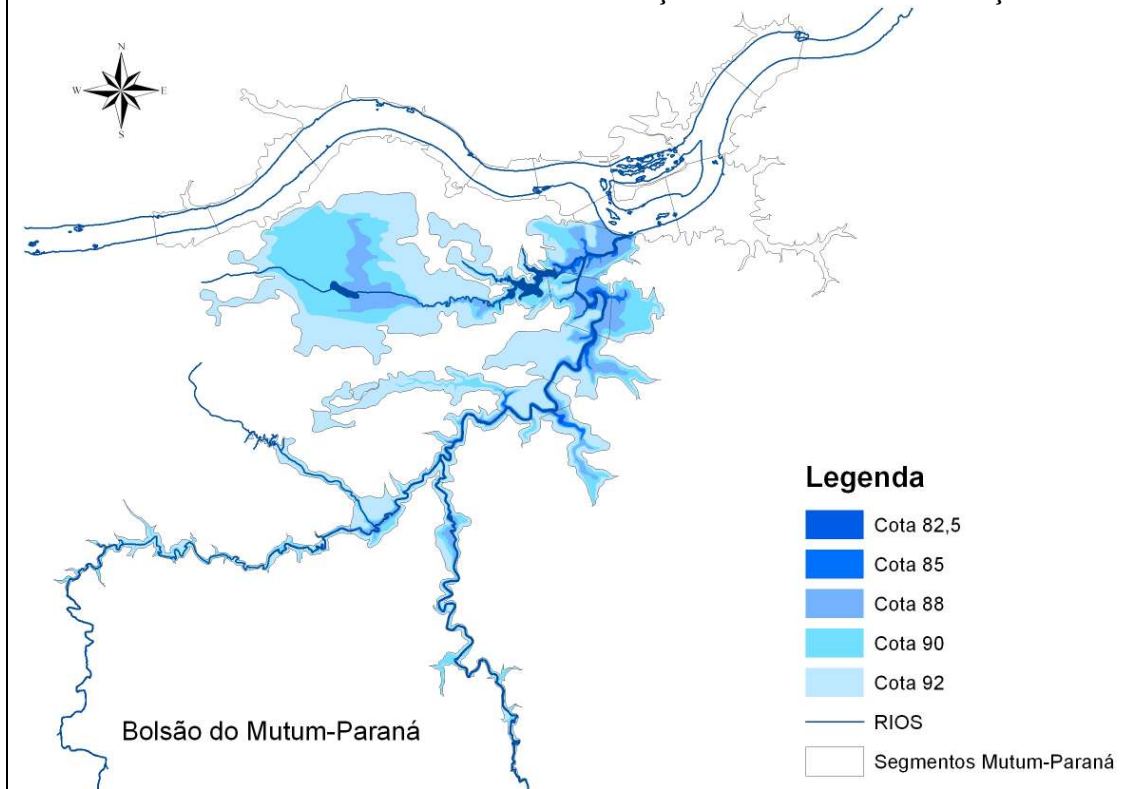 N
W E
S
Legenda
Cota 82,5
Cota 85
Cota 88
Cota 90
Cota 92
RIOS
Segmentos Mutum-Paraná
Bolsão do Mutum-Paraná